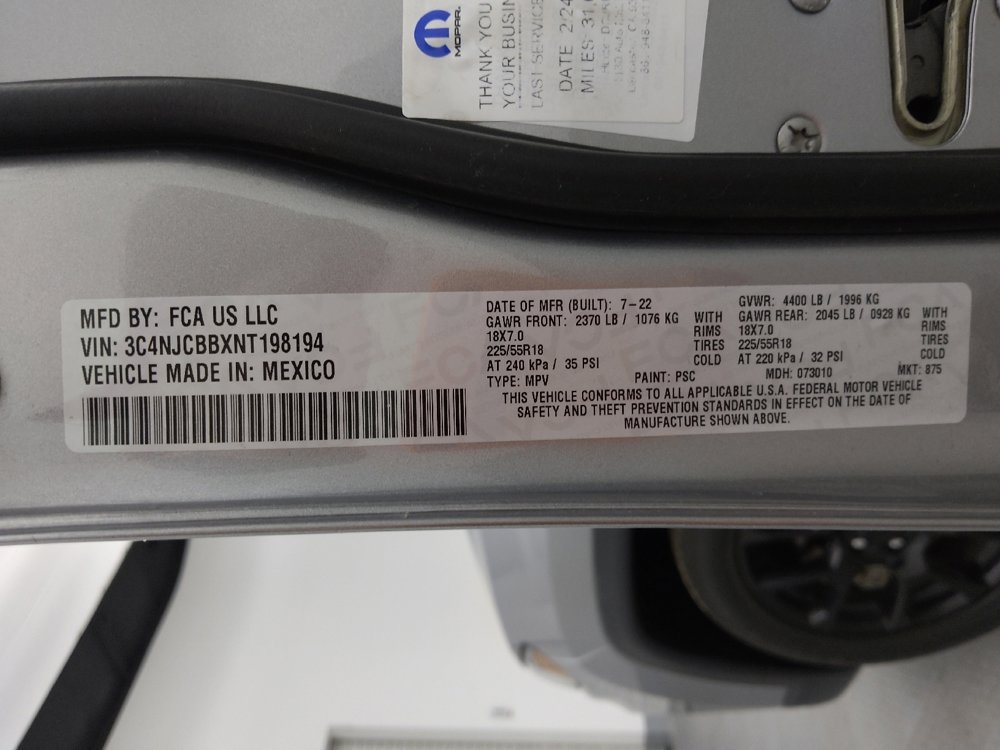 MOPAR
THANK YOU
YOUR BUSIN
LAST SERVICE
DATE 2:24
MILES 31,
MFD BY: FCA US LLC
VIN: 3C4NJCBBXNT198194
VEHICLE MADE IN: MEXICO
DATE OF MFR (BUILT): 7-22
GVWR: 4400 LB / 1996 KG
GAWR FRONT: 2370 LB / 1076 KG WITH
18X7.0 RIMS
225/55R18 TIRES
AT 240 kPa / 35 PSI COLD
GAWR REAR: 2045 LB / 0928 KG WITH
18X7.0 RIMS
225/55R18 TIRES
AT 220 kPa / 32 PSI COLD
TYPE: MPV PAINT: PSC MDH: 073010 MKT: 875
THIS VEHICLE CONFORMS TO ALL APPLICABLE U.S.A. FEDERAL MOTOR VEHICLE
SAFETY AND THEFT PREVENTION STANDARDS IN EFFECT ON THE DATE OF
MANUFACTURE SHOWN ABOVE.